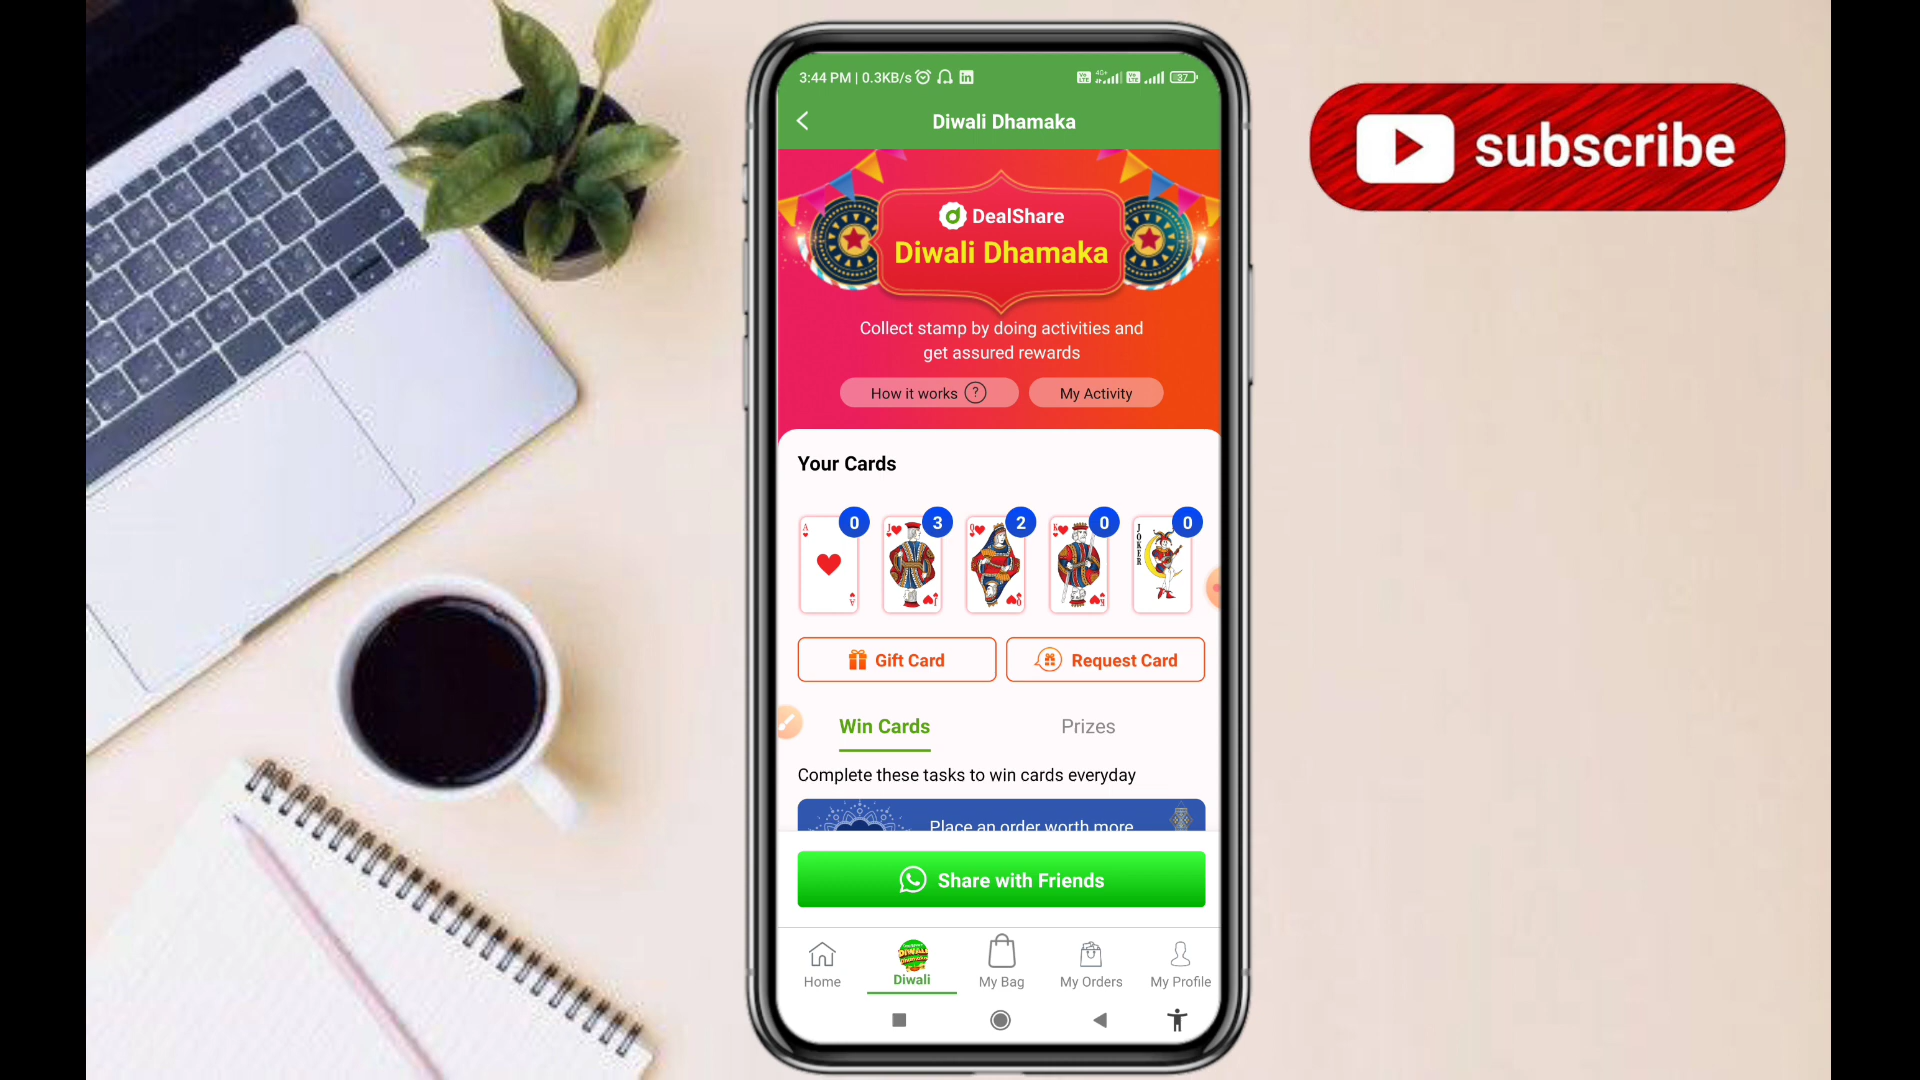 3:44 PM | 0.3KB/s
37
Diwali Dhamaka
subscribe
DealShare
Diwali Dhamaka
Collect stamp by doing activities and
get assured rewards
How it works ?
My Activity
Your Cards
0 3 2 0 0
A J Q K JOKER
Gift Card
Request Card
Win Cards
Prizes
Complete these tasks to win cards everyday
Place an order worth more
Share with Friends
Home
Diwali
My Bag
My Orders
My Profile